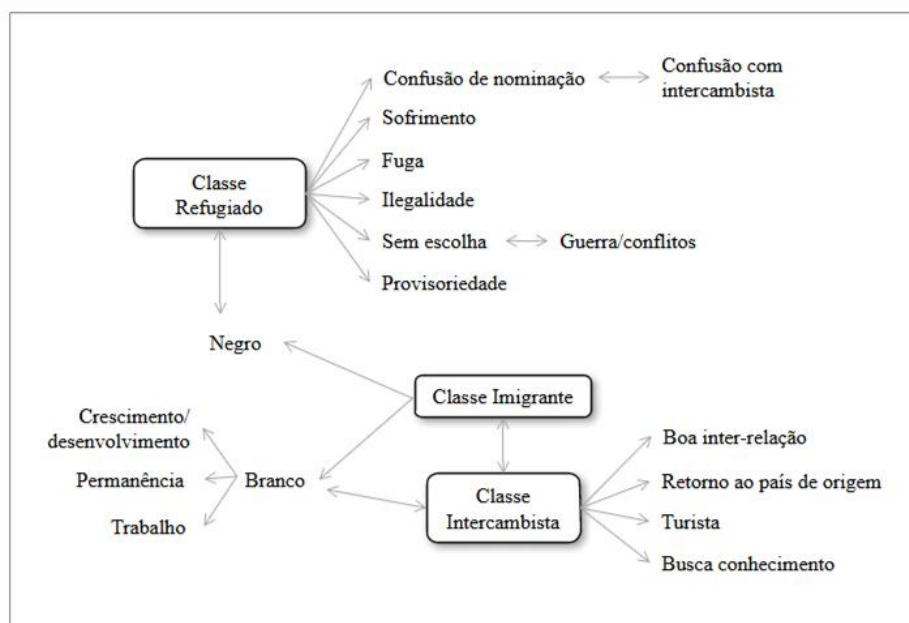 Confusão de nominação
Confusão com
intercambista
Sofrimento
Classe
Refugiado
Fuga
Ilegalidade
Sem escolha
Guerra/conflitos
Provisoriedade
Negro
Classe Imigrante
Crescimento/
desenvolvimento
Permanência
Branco
Trabalho
Classe
Intercambista
Boa inter-relação
Retorno ao país de origem
Turista
Busca conhecimento